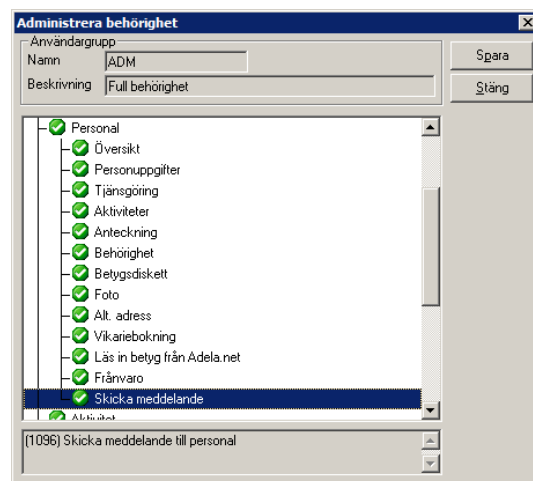 Administrera behörighet
Användargrupp
Namn ADM
Beskrivning Full behörighet
Spara
Stäng
Personal
Översikt
Personuppgifter
Tjänsgöring
Aktiviteter
Anteckning
Behörighet
Betygsdiskett
Foto
Alt. adress
Vikariebokning
Läs in betyg från Adela.net
Frånvaro
Skicka meddelande
Aktivitet
(1096) Skicka meddelande till personal